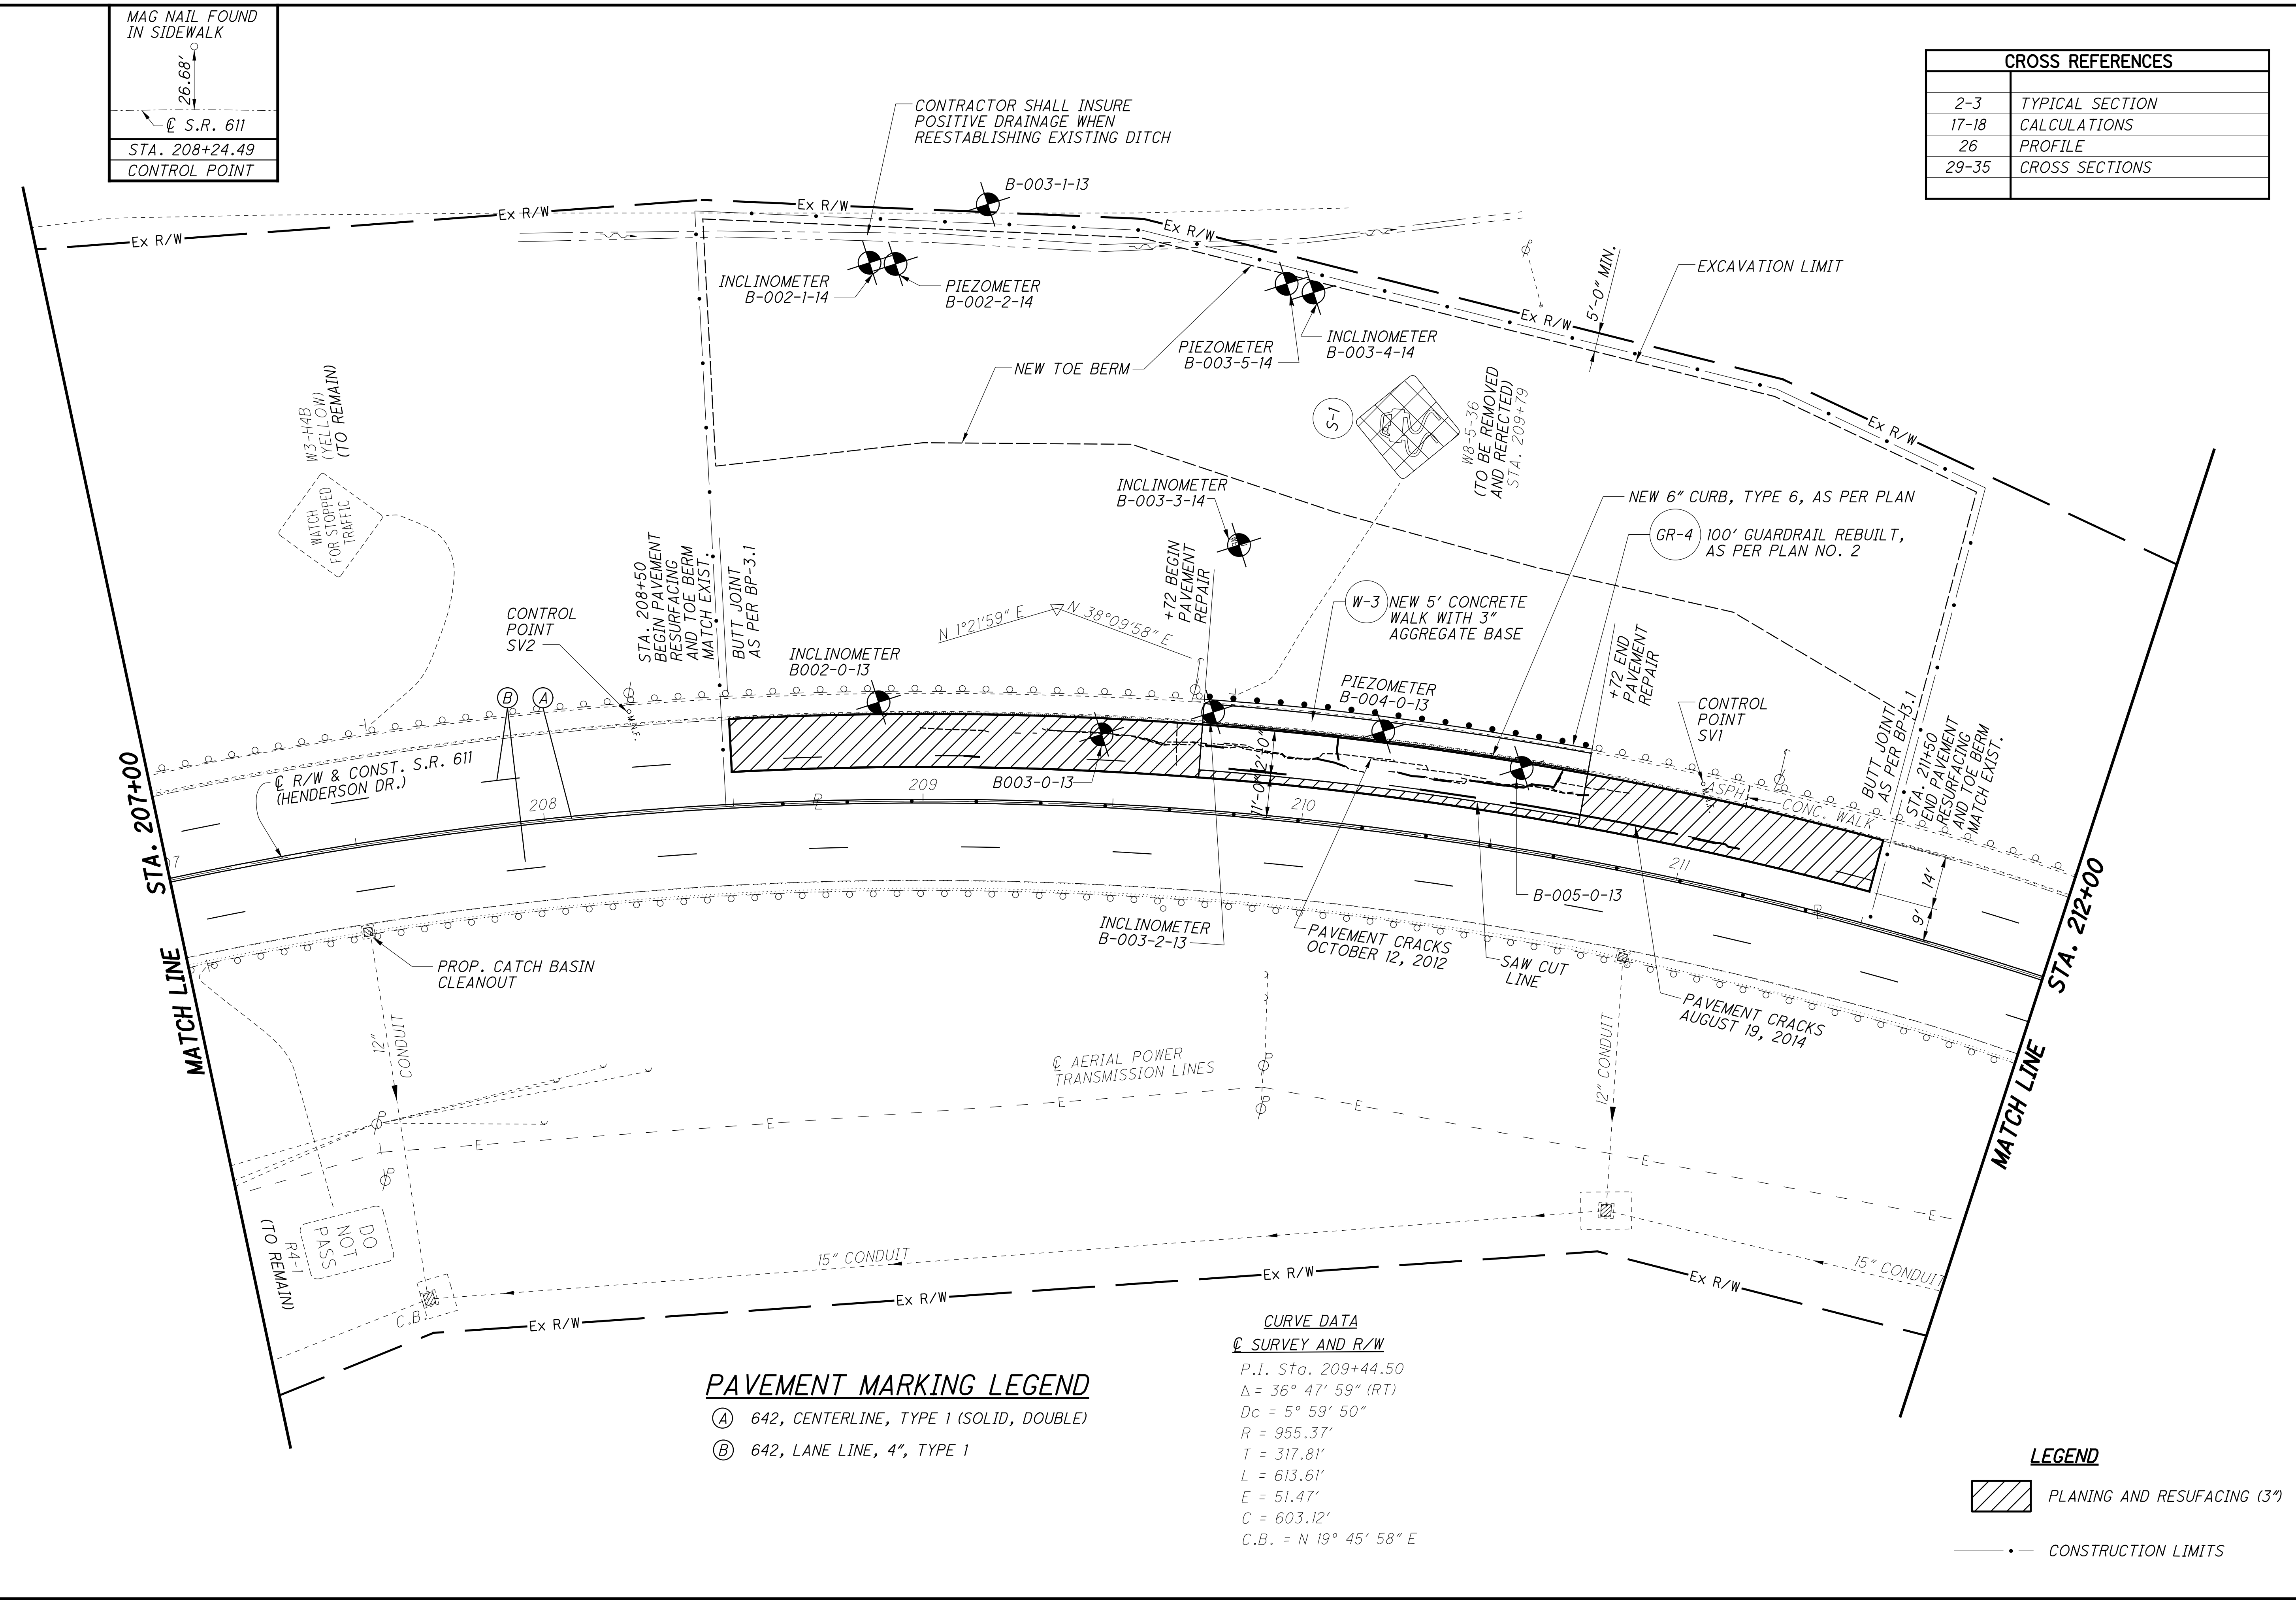 MAG NAIL FOUND
IN SIDEWALK
26.68'
℄ S.R. 611
STA. 208+24.49
CONTROL POINT
CROSS REFERENCES
2-3 TYPICAL SECTION
17-18 CALCULATIONS
26 PROFILE
29-35 CROSS SECTIONS
CONTRACTOR SHALL INSURE
POSITIVE DRAINAGE WHEN
REESTABLISHING EXISTING DITCH
B-003-1-13
Ex R/W
Ex R/W
Ex R/W
Ex R/W
Ex R/W
Ex R/W
INCLINOMETER
B-002-1-14
PIEZOMETER
B-002-2-14
EXCAVATION LIMIT
5'-0" MIN.
PIEZOMETER
B-003-5-14
INCLINOMETER
B-003-4-14
NEW TOE BERM
W3-H4B
(YELLOW)
(TO REMAIN)
WATCH
FOR STOPPED
TRAFFIC
S-1
W8-5-36
(TO BE REMOVED
AND RERECTED)
STA. 209+79
INCLINOMETER
B-003-3-14
NEW 6" CURB, TYPE 6, AS PER PLAN
GR-4
100' GUARDRAIL REBUILT,
AS PER PLAN NO. 2
STA. 208+50
BEGIN PAVEMENT
RESURFACING
AND TOE BERM
MATCH EXIST.
BUTT JOINT
AS PER BP-3.1
+72 BEGIN
PAVEMENT
REPAIR
W-3
NEW 5' CONCRETE
WALK WITH 3"
AGGREGATE BASE
N 1°21'59" E
N 38°09'58" E
CONTROL
POINT
SV2
INCLINOMETER
B002-0-13
+72 END
PAVEMENT
REPAIR
PIEZOMETER
B-004-0-13
CONTROL
POINT
SV1
BUTT JOINT
AS PER BP-3.1
STA. 211+50
END PAVEMENT
RESURFACING
AND TOE BERM
MATCH EXIST.
B
A
M.N.F.
℄ R/W & CONST. S.R. 611
(HENDERSON DR.)
B003-0-13
12'-0"
11'-0"
ASPH.
CONC. WALK
STA. 207+00
MATCH LINE
208
209
210
211
14'
9'
STA. 212+00
MATCH LINE
B-005-0-13
INCLINOMETER
B-003-2-13
PAVEMENT CRACKS
OCTOBER 12, 2012
SAW CUT
LINE
PAVEMENT CRACKS
AUGUST 19, 2014
PROP. CATCH BASIN
CLEANOUT
12"
CONDUIT
℄ AERIAL POWER
TRANSMISSION LINES
12" CONDUIT
E
E
E
E
E
E
P
P
P
P
DO
NOT
PASS
R4-1
(TO REMAIN)
15" CONDUIT
15" CONDUIT
C.B.
Ex R/W
Ex R/W
Ex R/W
Ex R/W
PAVEMENT MARKING LEGEND
A 642, CENTERLINE, TYPE 1 (SOLID, DOUBLE)
B 642, LANE LINE, 4", TYPE 1
CURVE DATA
℄ SURVEY AND R/W
P.I. Sta. 209+44.50
Δ = 36° 47' 59" (RT)
Dc = 5° 59' 50"
R = 955.37'
T = 317.81'
L = 613.61'
E = 51.47'
C = 603.12'
C.B. = N 19° 45' 58" E
LEGEND
PLANING AND RESUFACING (3")
CONSTRUCTION LIMITS